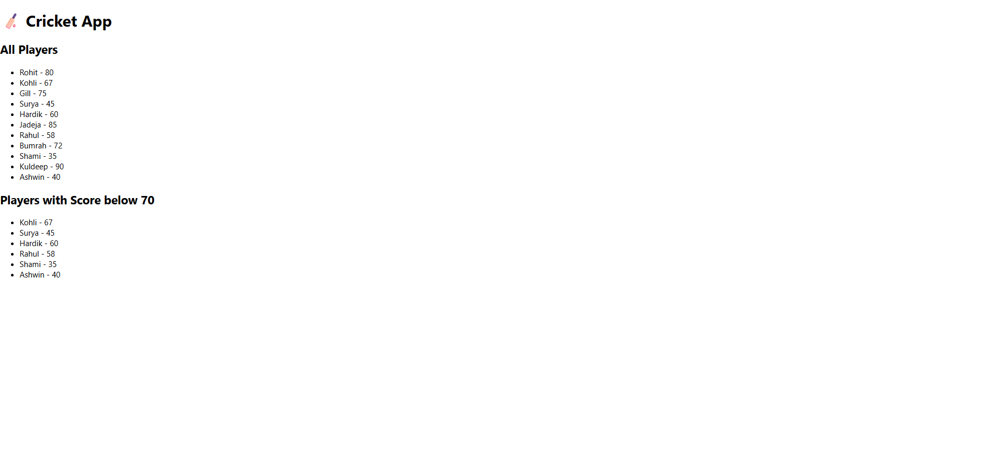 Cricket App
All Players
Rohit - 80
Kohli - 67
Gill - 75
Surya - 45
Hardik - 60
Jadeja - 85
Rahul - 58
Bumrah - 72
Shami - 35
Kuldeep - 90
Ashwin - 40
Players with Score below 70
Kohli - 67
Surya - 45
Hardik - 60
Rahul - 58
Shami - 35
Ashwin - 40